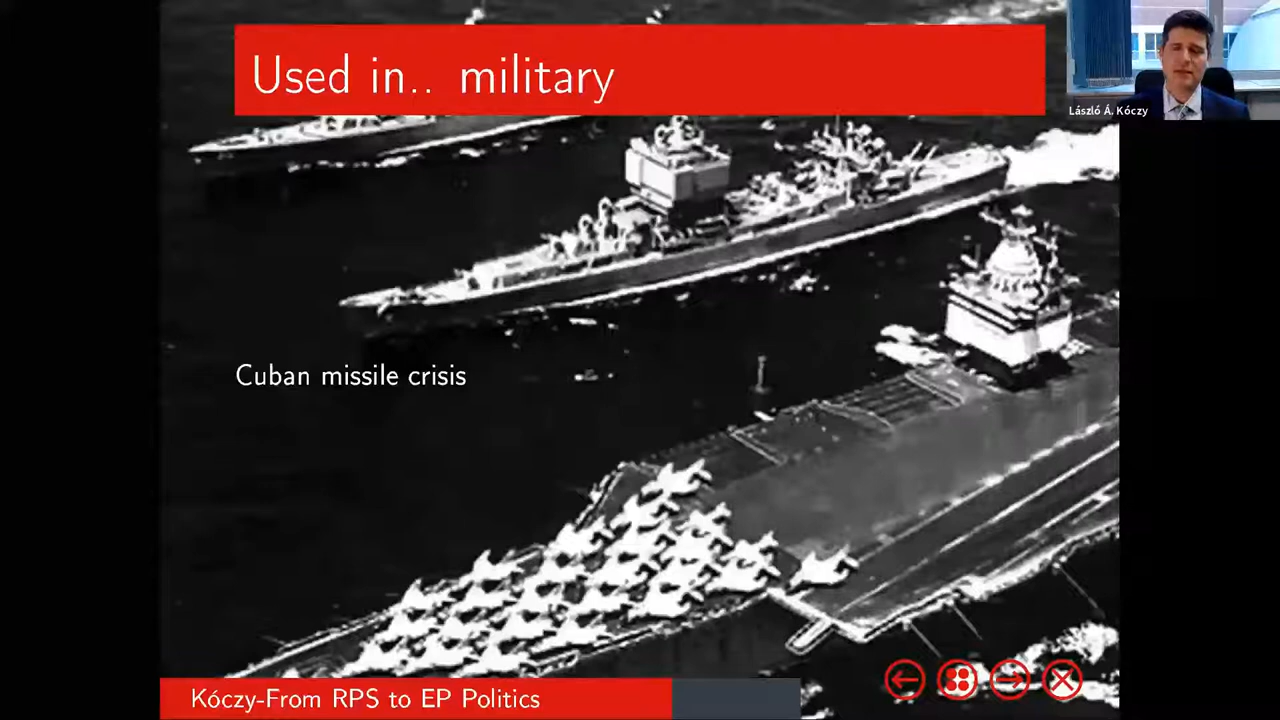 Used in.. military
László Á. Kóczy
Cuban missile crisis
Kóczy-From RPS to EP Politics